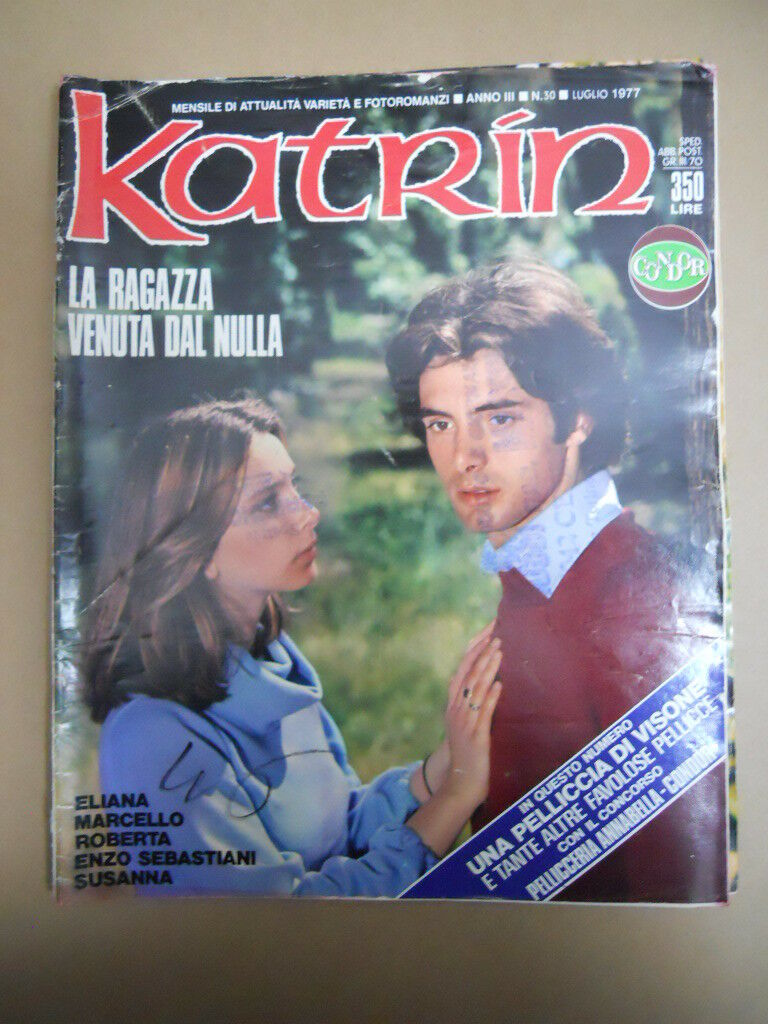 MENSILE DI ATTUALITÀ VARIETÀ E FOTOROMANZI ■ ANNO III ■ N.30 ■ LUGLIO 1977
Katrin
SPED.
ABB. POST.
GR. III 70
350
LIRE
CONDOR
LA RAGAZZA
VENUTA DAL NULLA
ELIANA
MARCELLO
ROBERTA
ENZO SEBASTIANI
SUSANNA
IN QUESTO NUMERO
UNA PELLICCIA DI VISONE
E TANTE ALTRE FAVOLOSE PELLICCE
CON IL CONCORSO
PELLICCERIA ANNABELLA - CONDOR